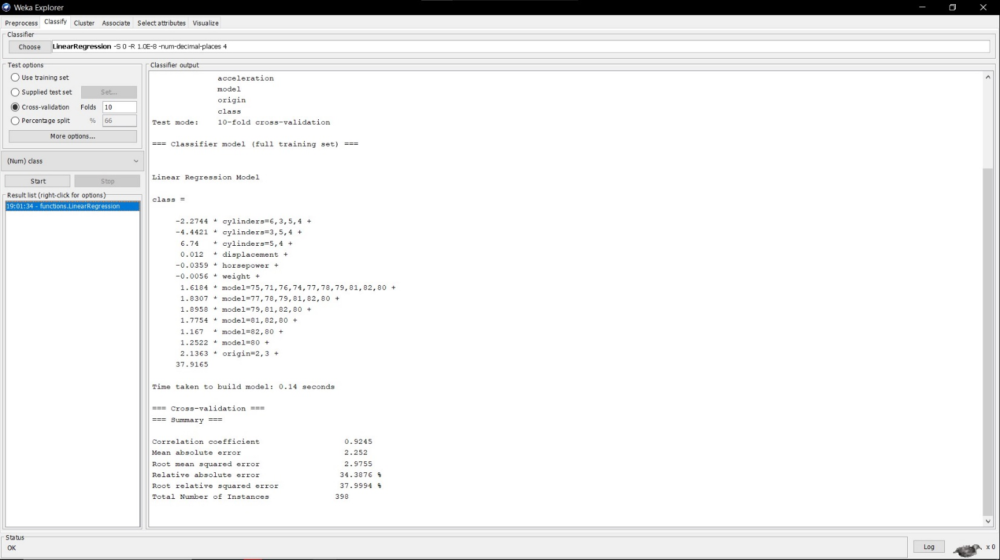 Weka Explorer
Preprocess Classify Cluster Associate Select attributes Visualize
Classifier
Choose LinearRegression -S 0 -R 1.0E-8 -num-decimal-places 4
Test options
Use training set
Supplied test set Set...
Cross-validation Folds 10
Percentage split % 66
More options...
(Num) class
Start Stop
Result list (right-click for options)
19:01:34 - functions.LinearRegression
Classifier output
acceleration
model
origin
class
Test mode: 10-fold cross-validation
=== Classifier model (full training set) ===
Linear Regression Model
class =
-2.2744 * cylinders=6,3,5,4 +
-4.4421 * cylinders=3,5,4 +
6.74 * cylinders=5,4 +
0.012 * displacement +
-0.0359 * horsepower +
-0.0056 * weight +
1.6184 * model=75,71,76,74,77,78,79,81,82,80 +
1.8307 * model=77,78,79,81,82,80 +
1.8958 * model=79,81,82,80 +
1.7754 * model=81,82,80 +
1.167 * model=82,80 +
1.2522 * model=80 +
2.1363 * origin=2,3 +
37.9165
Time taken to build model: 0.14 seconds
=== Cross-validation ===
=== Summary ===
Correlation coefficient 0.9245
Mean absolute error 2.252
Root mean squared error 2.9755
Relative absolute error 34.3876 %
Root relative squared error 37.9994 %
Total Number of Instances 398
Status
OK
Log
x 0